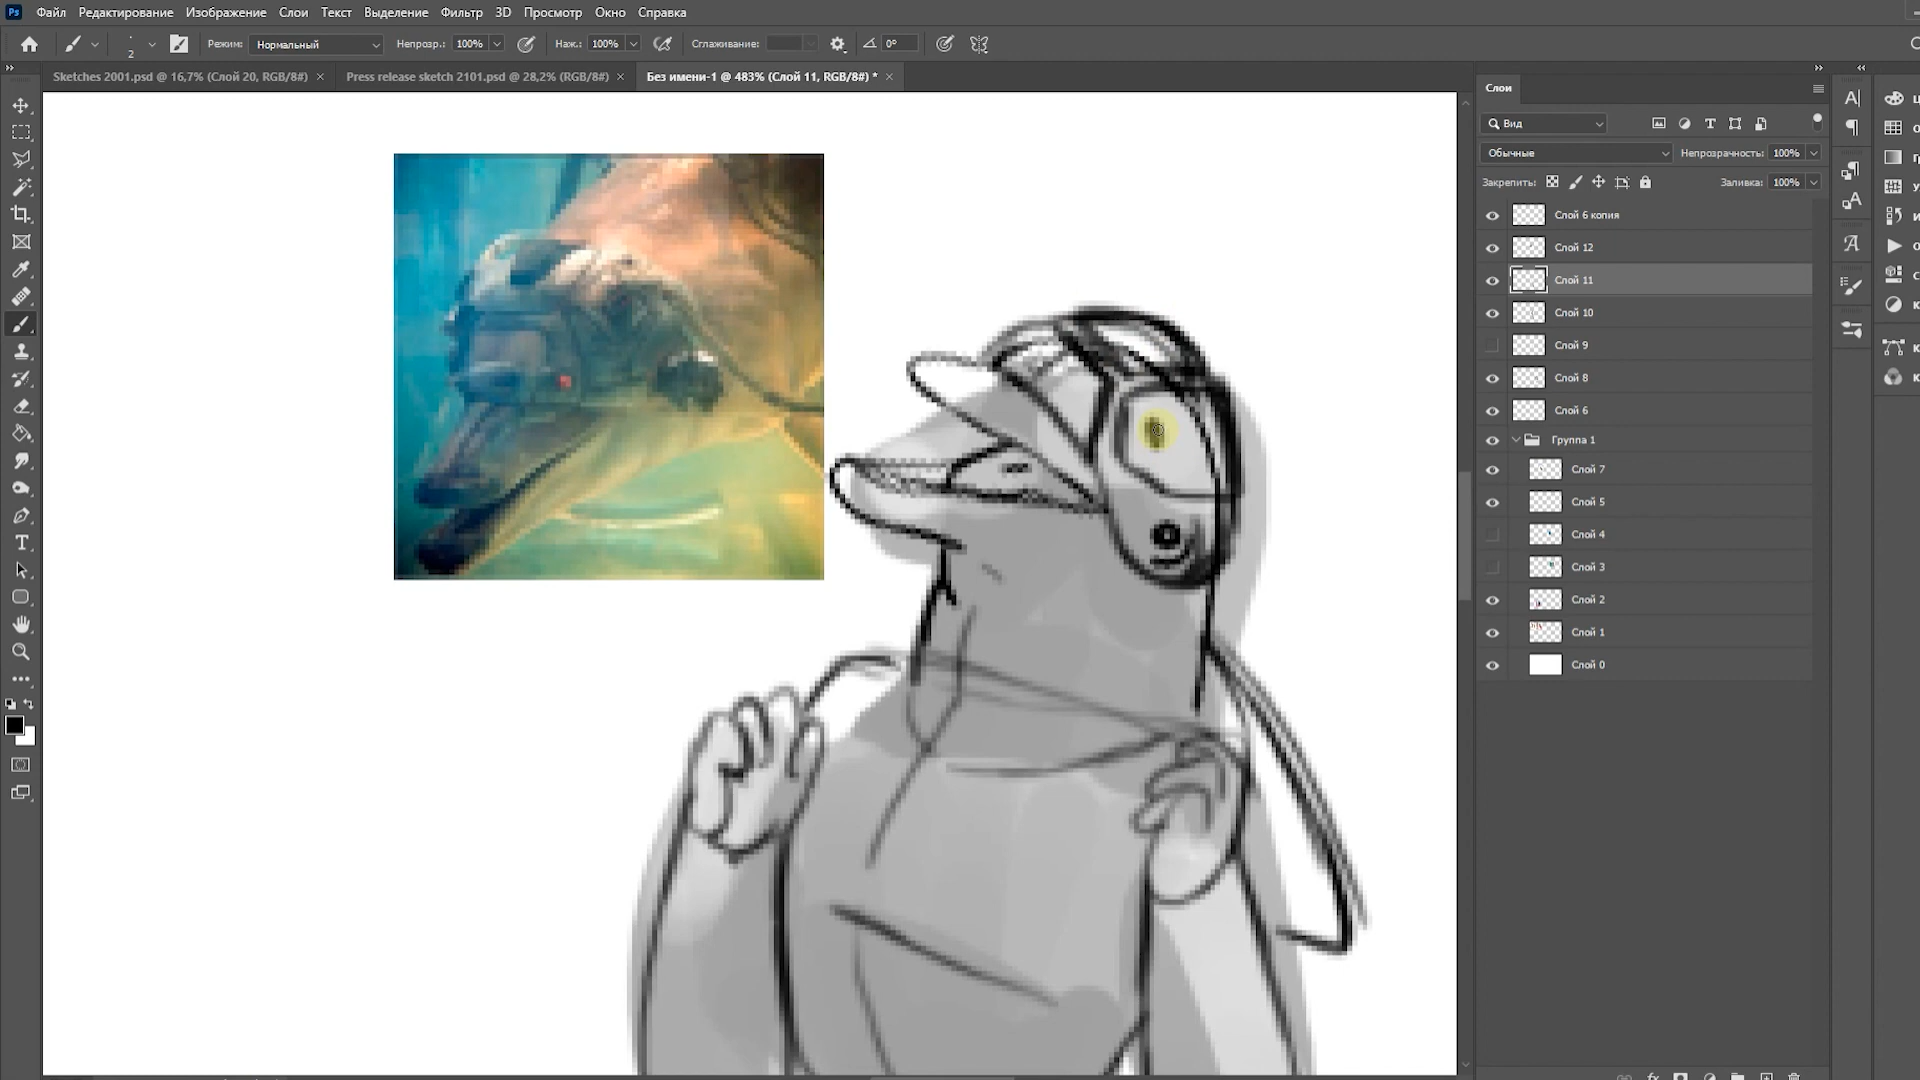 Ps Файл Редактирование Изображение Слои Текст Выделение Фильтр 3D Просмотр Окно Справка
2 Режим: Нормальный Непрозр.: 100% Наж.: 100% Сглаживание: 0°
Sketches 2001.psd @ 16,7% (Слой 20, RGB/8#) × Press release sketch 2101.psd @ 28,2% (RGB/8#) × Без имени-1 @ 483% (Слой 11, RGB/8#) * ×
Слои
Вид
Обычные Непрозрачность: 100%
Закрепить: Заливка: 100%
Слой 6 копия
Слой 12
Слой 11
Слой 10
Слой 9
Слой 8
Слой 6
Группа 1
Слой 7
Слой 5
Слой 4
Слой 3
Слой 2
Слой 1
Слой 0